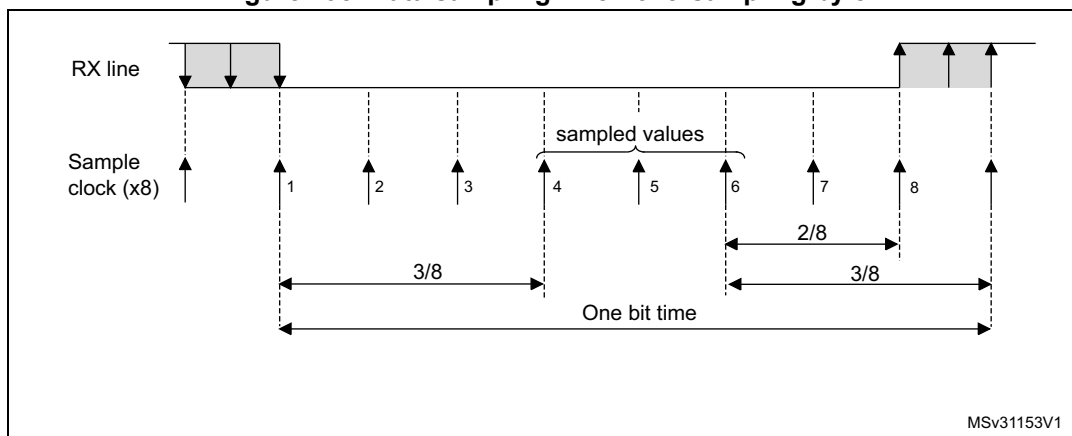 RX line
sampled values
Sample
clock (x8)
1
2
3
4
5
6
7
8
2/8
3/8
3/8
One bit time
MSv31153V1